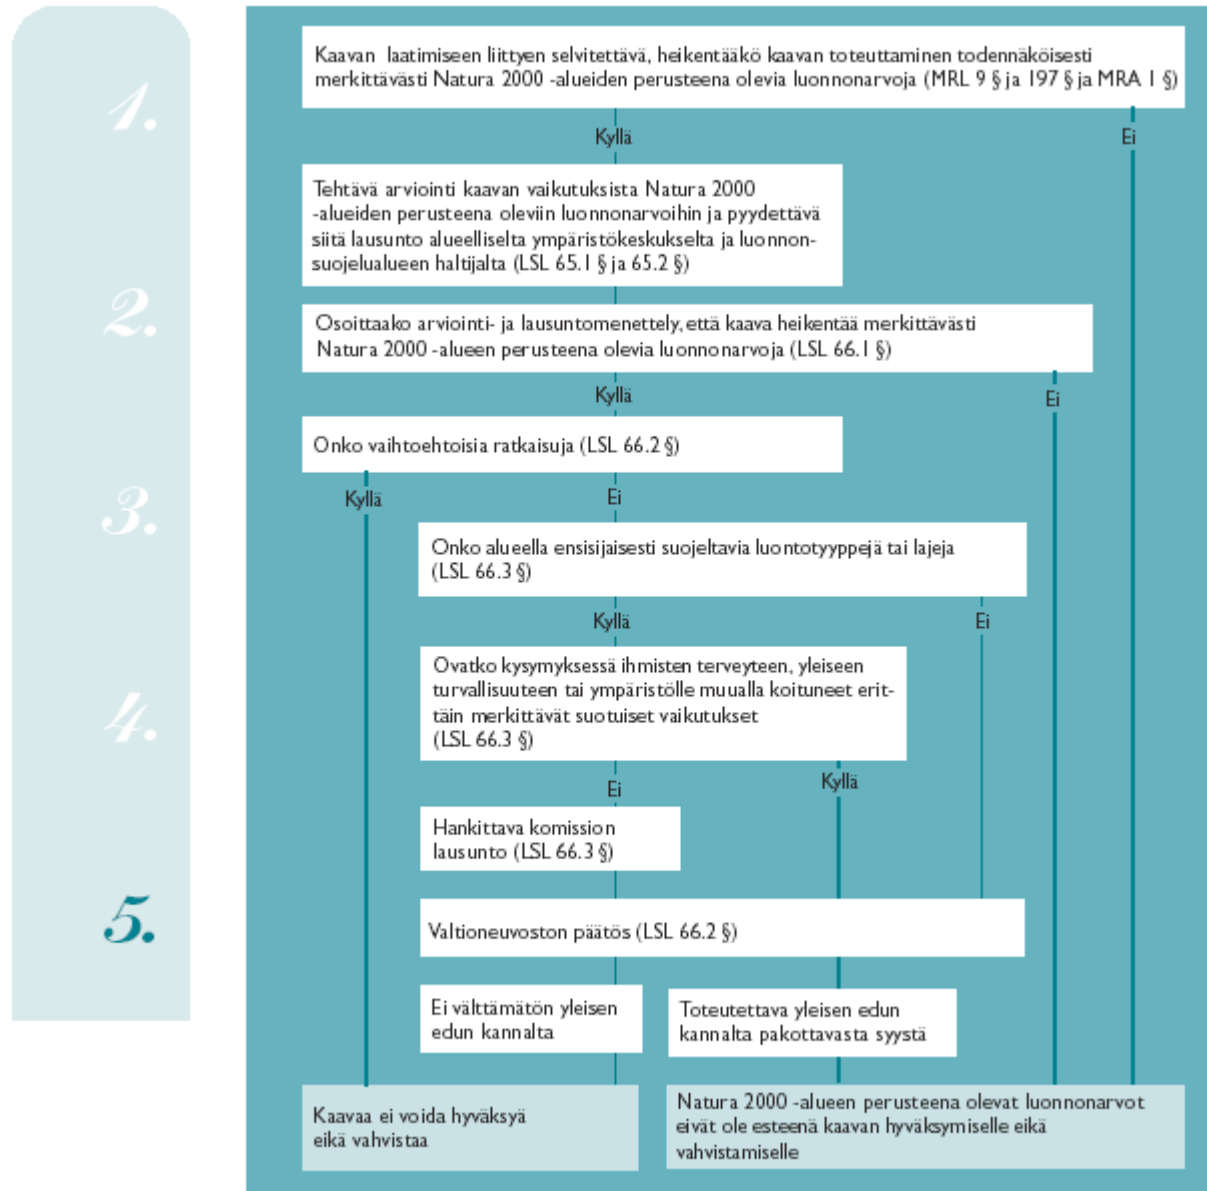 1.
Kaavan laatimiseen liittyen selvitettävä, heikentääkö kaavan toteuttaminen todennäköisesti
merkittävästi Natura 2000 -alueiden perusteena olevia luonnonarvoja (MRL 9 § ja 197 § ja MRA 1 §)
Kyllä
Ei
Tehtävä arviointi kaavan vaikutuksista Natura 2000
-alueiden perusteena oleviin luonnonarvoihin ja pyydettävä
siitä lausunto alueelliselta ympäristökeskukselta ja luonnon-
suojelualueen haltijalta (LSL 65.1 § ja 65.2 §)
2.
Osoittaako arviointi- ja lausuntomenettely, että kaava heikentää merkittävästi
Natura 2000 -alueen perusteena olevia luonnonarvoja (LSL 66.1 §)
Kyllä
Ei
Onko vaihtoehtoisia ratkaisuja (LSL 66.2 §)
3.
Kyllä
Ei
Onko alueella ensisijaisesti suojeltavia luontotyyppejä tai lajeja
(LSL 66.3 §)
Kyllä
Ei
4.
Ovatko kysymyksessä ihmisten terveyteen, yleiseen
turvallisuuteen tai ympäristölle muualla koituneet erit-
täin merkittävät suotuiset vaikutukset
(LSL 66.3 §)
Ei
Kyllä
Hankittava komission
lausunto (LSL 66.3 §)
5.
Valtioneuvoston päätös (LSL 66.2 §)
Ei välttämätön yleisen
edun kannalta
Toteutettava yleisen edun
kannalta pakottavasta syystä
Kaavaa ei voida hyväksyä
eikä vahvistaa
Natura 2000 -alueen perusteena olevat luonnonarvot
eivät ole esteenä kaavan hyväksymiselle eikä
vahvistamiselle